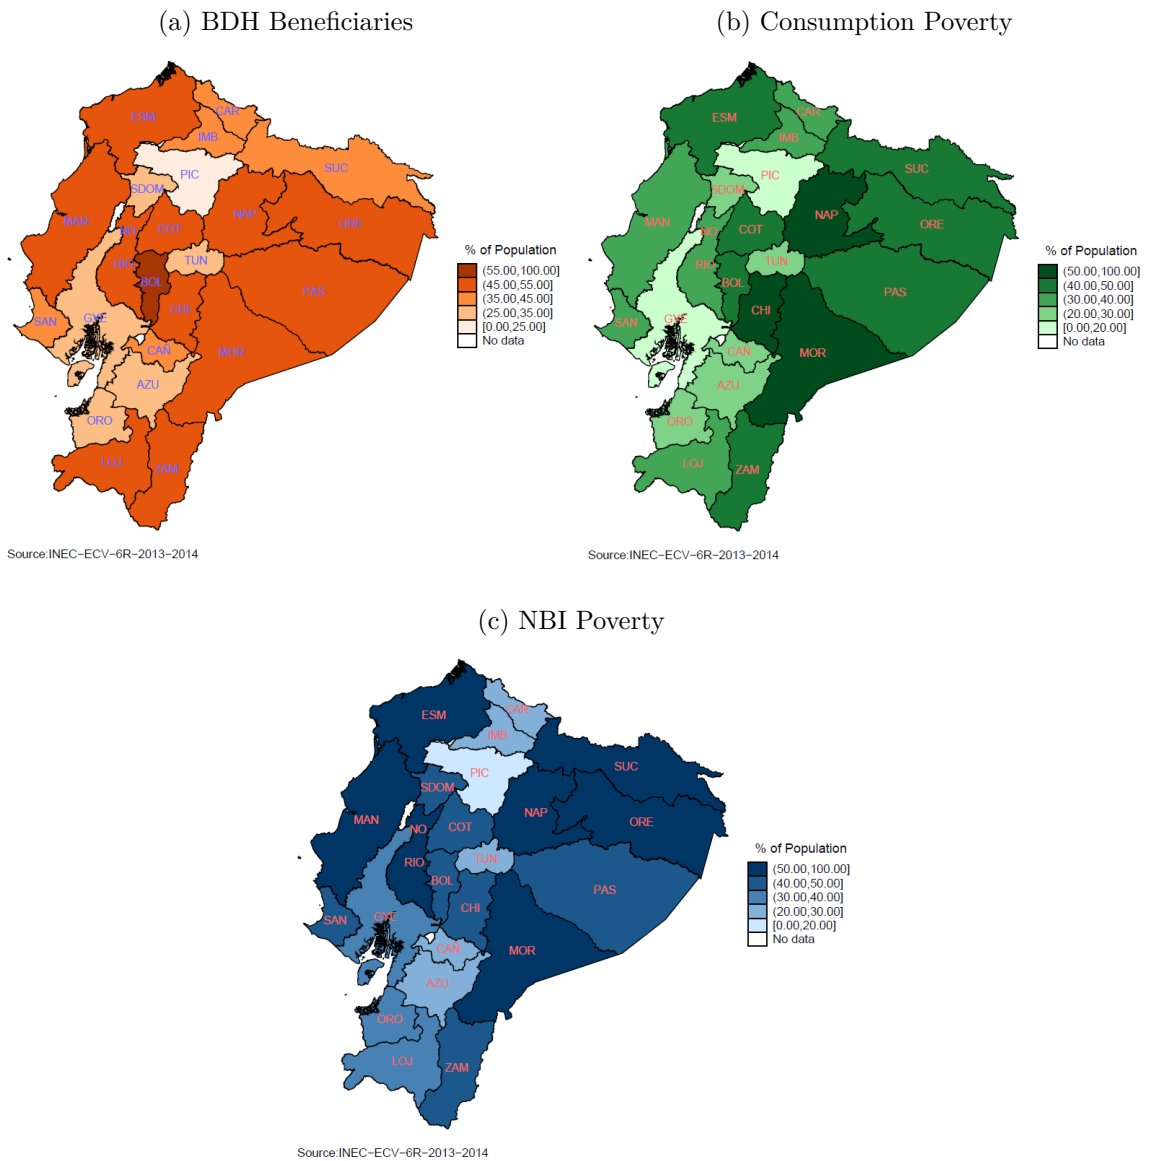 (a) BDH Beneficiaries
ESM
CAR
IMB
PIC
SUC
SDOM
MAN
NO
COT
NAP
ORE
RIO
TUN
BOL
PAS
CHI
SAN
GYE
CAÑ
MOR
AZU
ORO
LOJ
ZAM
% of Population
(55.00,100.00]
(45.00,55.00]
(35.00,45.00]
(25.00,35.00]
[0.00,25.00]
No data
Source:INEC−ECV−6R−2013−2014
(b) Consumption Poverty
ESM
CAR
IMB
PIC
SUC
SDOM
MAN
NO
COT
NAP
ORE
RIO
TUN
BOL
PAS
CHI
SAN
GYE
CAÑ
MOR
AZU
ORO
LOJ
ZAM
% of Population
(50.00,100.00]
(40.00,50.00]
(30.00,40.00]
(20.00,30.00]
[0.00,20.00]
No data
Source:INEC−ECV−6R−2013−2014
(c) NBI Poverty
ESM
CAR
IMB
PIC
SUC
SDOM
MAN
NO
COT
NAP
ORE
RIO
TUN
BOL
PAS
CHI
SAN
GYE
CAÑ
MOR
AZU
ORO
LOJ
ZAM
% of Population
(50.00,100.00]
(40.00,50.00]
(30.00,40.00]
(20.00,30.00]
[0.00,20.00]
No data
Source:INEC−ECV−6R−2013−2014